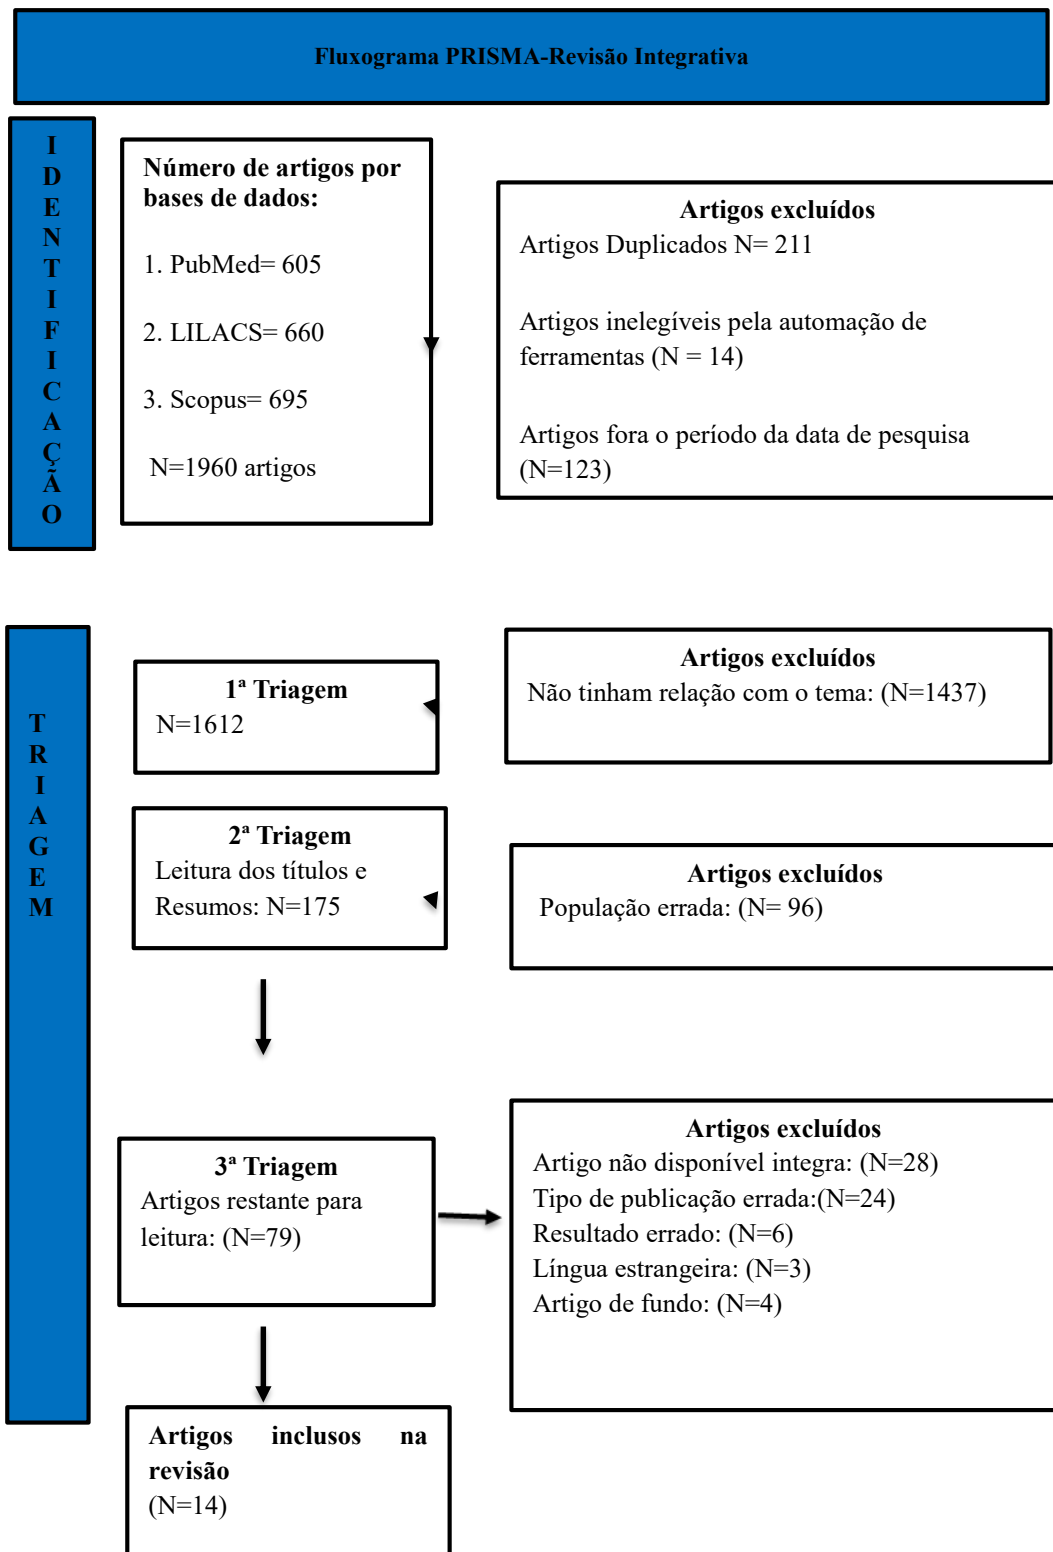 Fluxograma PRISMA-Revisão Integrativa
IDENTIFICAÇÃO
Número de artigos por
bases de dados:
1. PubMed= 605
2. LILACS= 660
3. Scopus= 695
N=1960 artigos
Artigos excluídos
Artigos Duplicados N= 211
Artigos inelegíveis pela automação de
ferramentas (N = 14)
Artigos fora o período da data de pesquisa
(N=123)
TRIAGEM
1ª Triagem
N=1612
Artigos excluídos
Não tinham relação com o tema: (N=1437)
2ª Triagem
Leitura dos títulos e
Resumos: N=175
Artigos excluídos
População errada: (N= 96)
3ª Triagem
Artigos restante para
leitura: (N=79)
Artigos excluídos
Artigo não disponível integra: (N=28)
Tipo de publicação errada:(N=24)
Resultado errado: (N=6)
Língua estrangeira: (N=3)
Artigo de fundo: (N=4)
Artigos inclusos na
revisão
(N=14)